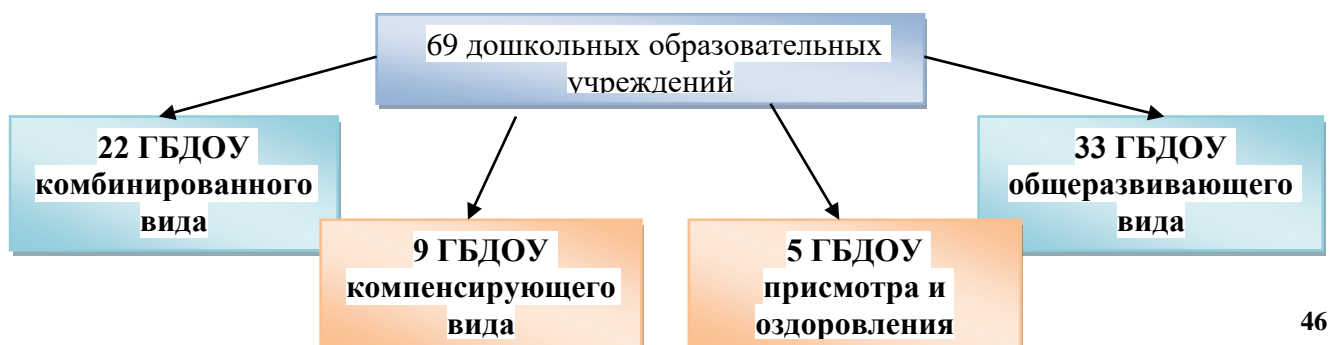 69 дошкольных образовательных
учреждений
22 ГБДОУ
комбинированного
вида
9 ГБДОУ
компенсирующего
вида
5 ГБДОУ
присмотра и
оздоровления
33 ГБДОУ
общеразвивающего
вида
46